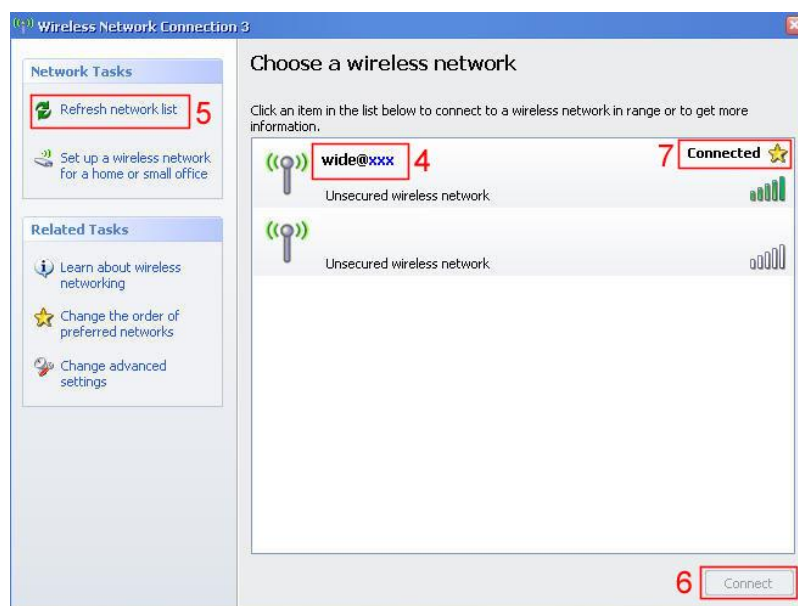 Wireless Network Connection 3
Network Tasks
Refresh network list 5
Set up a wireless network
for a home or small office
Related Tasks
Learn about wireless
networking
Change the order of
preferred networks
Change advanced
settings
Choose a wireless network
Click an item in the list below to connect to a wireless network in range or to get more
information.
wide@xxx 4 7 Connected
Unsecured wireless network
Unsecured wireless network
6 Connect